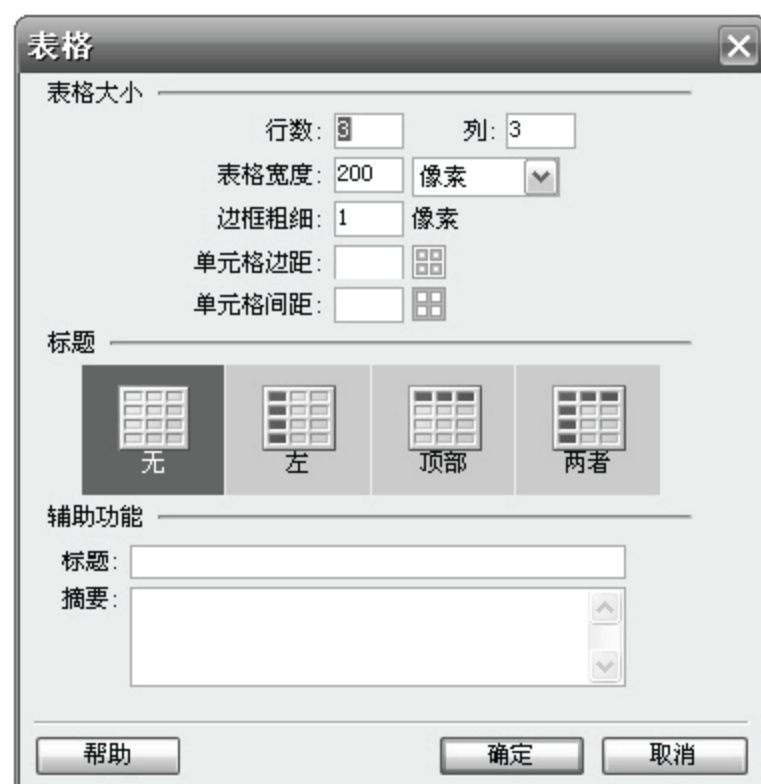 表格
表格大小
行数: 3 列: 3
表格宽度: 200 像素
边框粗细: 1 像素
单元格边距:
单元格间距:
标题
无 左 顶部 两者
辅助功能
标题:
摘要:
帮助 确定 取消